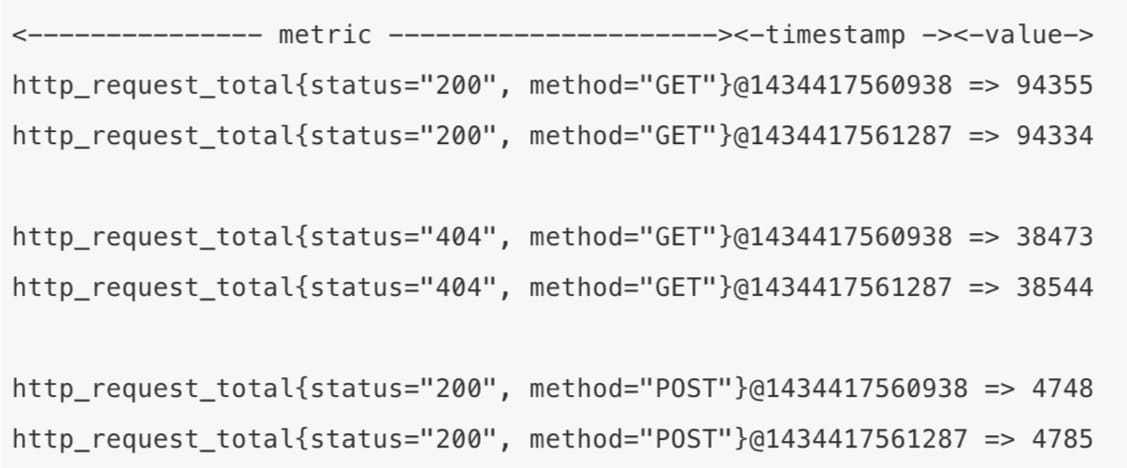 <--------------- metric ---------------------><-timestamp -><-value->
http_request_total{status="200", method="GET"}@1434417560938 => 94355
http_request_total{status="200", method="GET"}@1434417561287 => 94334
http_request_total{status="404", method="GET"}@1434417560938 => 38473
http_request_total{status="404", method="GET"}@1434417561287 => 38544
http_request_total{status="200", method="POST"}@1434417560938 => 4748
http_request_total{status="200", method="POST"}@1434417561287 => 4785